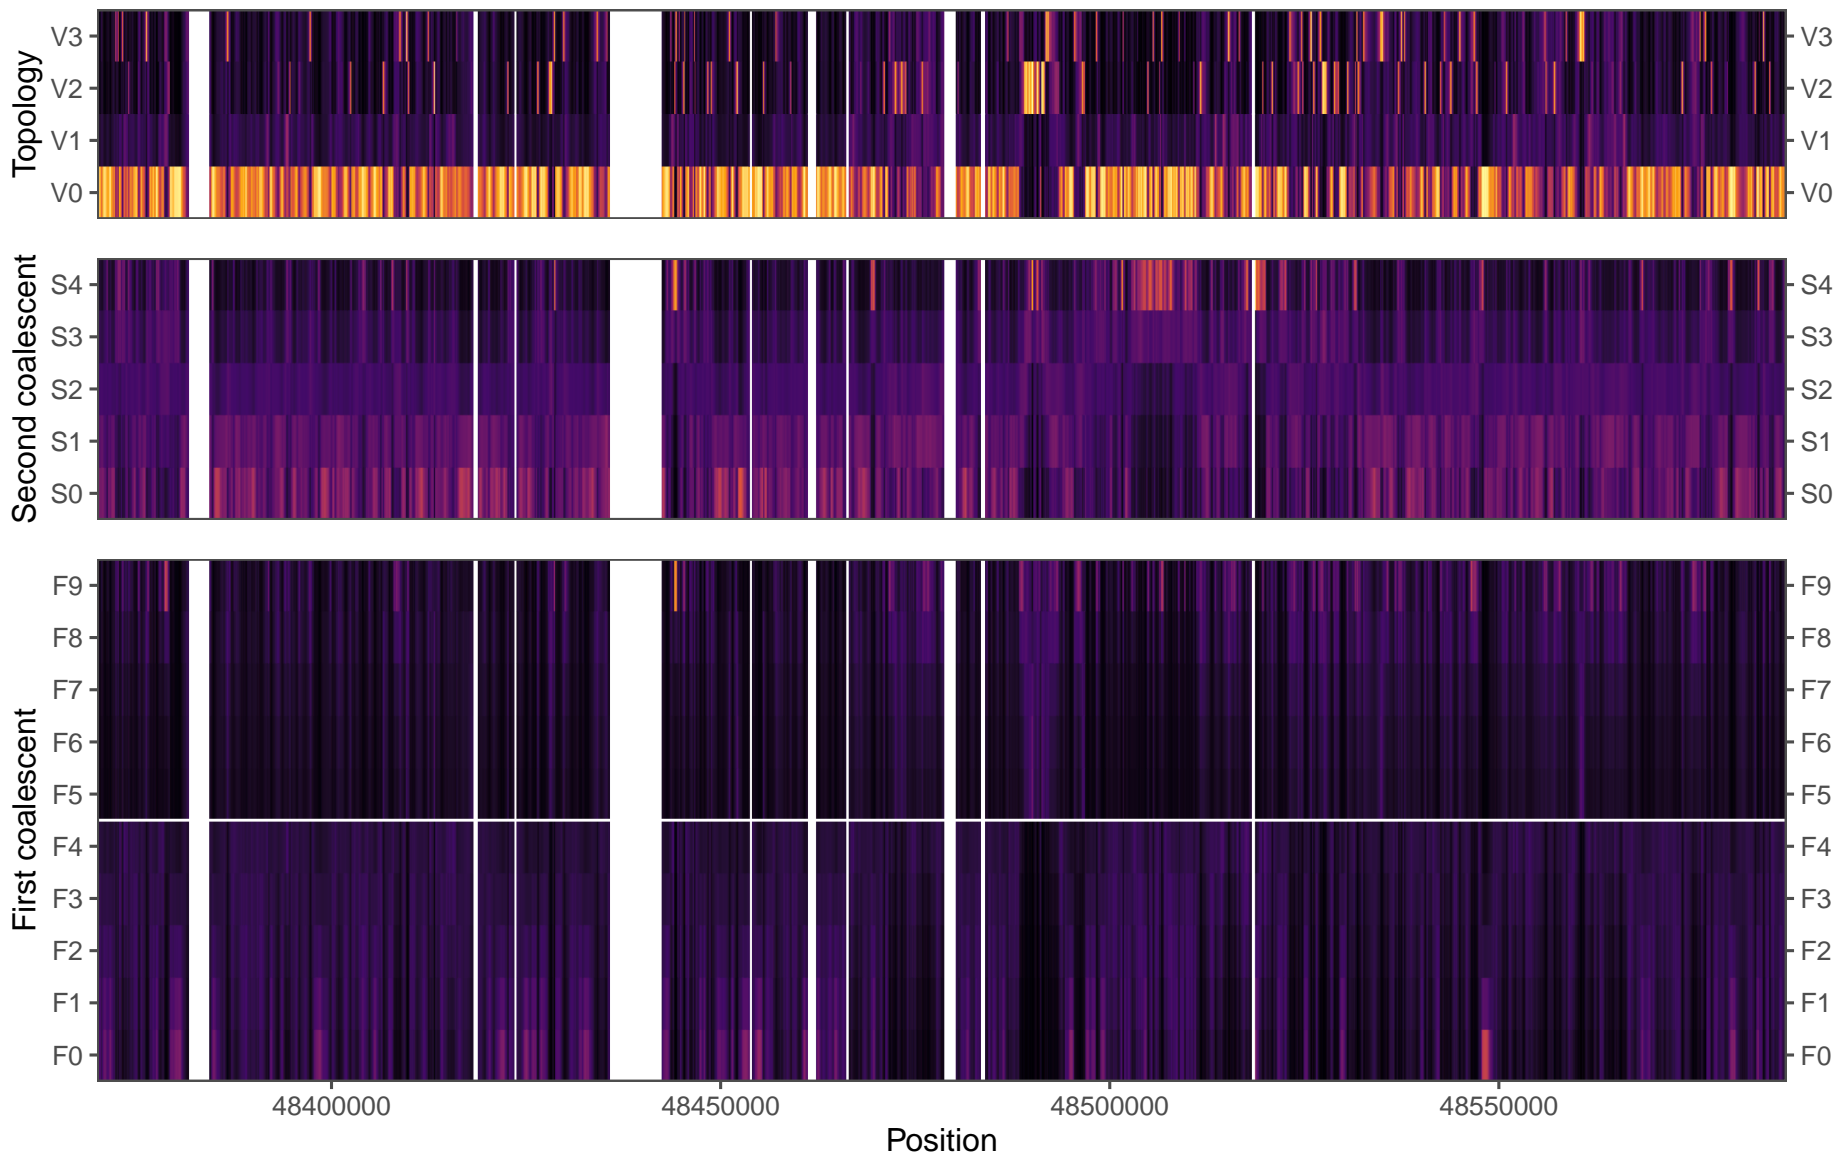 Topology
V3
V2
V1
V0
V3
V2
V1
V0
Second coalescent
S4
S3
S2
S1
S0
S4
S3
S2
S1
S0
First coalescent
F9
F8
F7
F6
F5
F4
F3
F2
F1
F0
F9
F8
F7
F6
F5
F4
F3
F2
F1
F0
48400000 48450000 48500000 48550000
Position